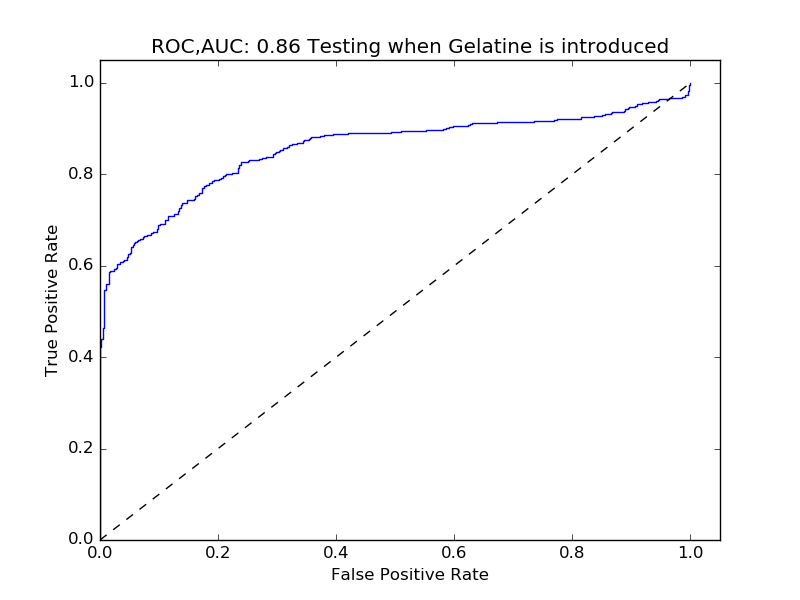 ROC,AUC: 0.86 Testing when Gelatine is introduced
1.0
0.8
0.6
0.4
0.2
0.0
True Positive Rate
0.0 0.2 0.4 0.6 0.8 1.0
False Positive Rate